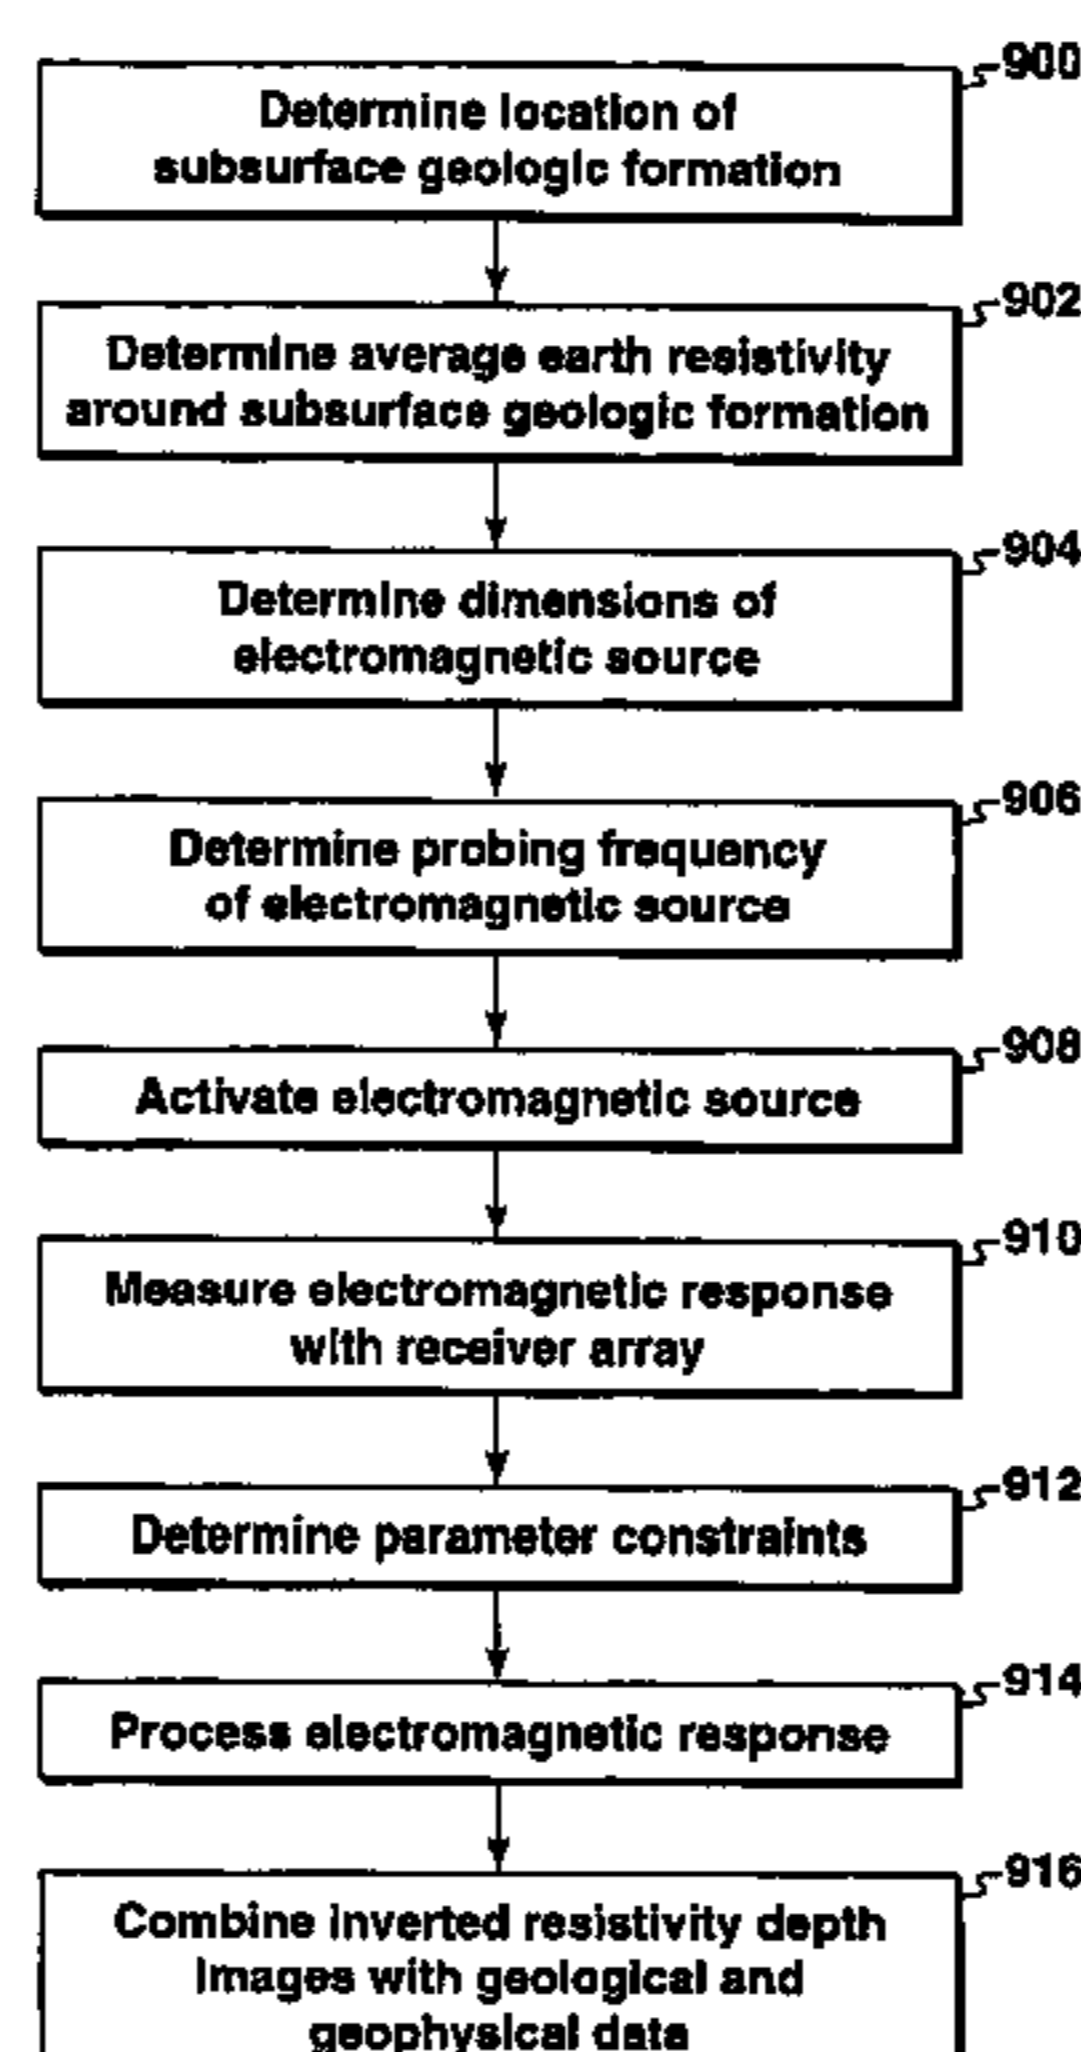 900
Determine location of
subsurface geologic formation
902
Determine average earth resistivity
around subsurface geologic formation
904
Determine dimensions of
electromagnetic source
906
Determine probing frequency
of electromagnetic source
908
Activate electromagnetic source
910
Measure electromagnetic response
with receiver array
912
Determine parameter constraints
914
Process electromagnetic response
916
Combine inverted resistivity depth
images with geological and
geophysical data